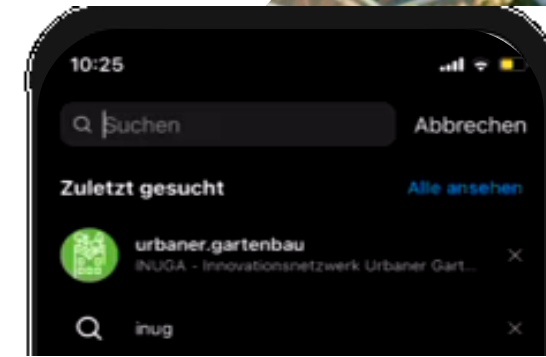 10:25
Suchen Abbrechen
Zuletzt gesucht Alle ansehen
urbaner.gartenbau
INUGA - Innovationsnetzwerk Urbaner Gart...
inug